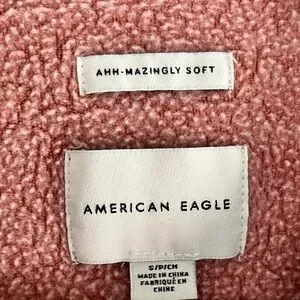 AHH-MAZINGLY SOFT
AMERICAN EAGLE
S/P/CH
MADE IN CHINA
FABRIQUÉ EN
CHINE